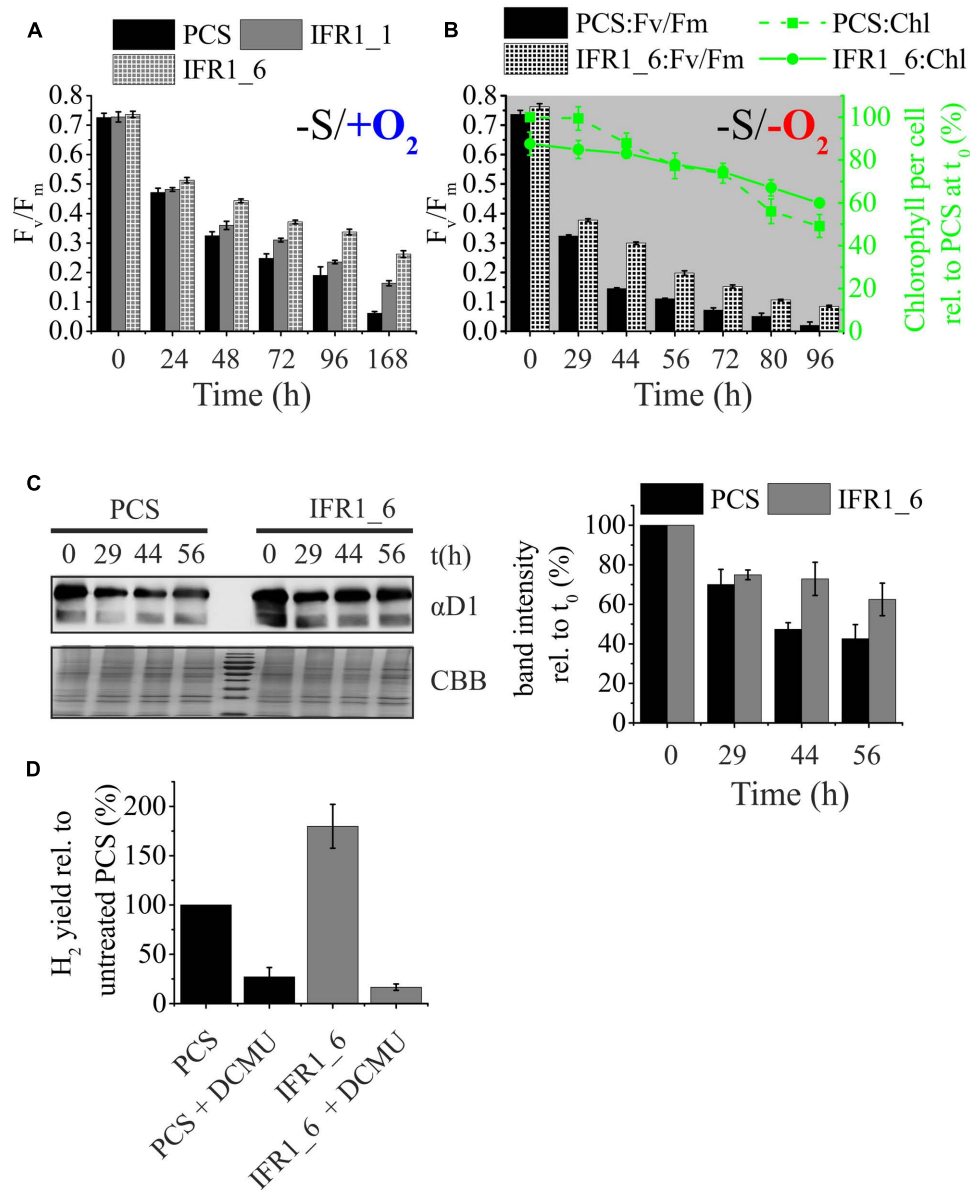 A
PCS IFR1_1
IFR1_6
-S/+O₂
Fᵥ/Fₘ
0.8
0.7
0.6
0.5
0.4
0.3
0.2
0.1
0.0
0 24 48 72 96 168
Time (h)
B
PCS:Fv/Fm PCS:Chl
IFR1_6:Fv/Fm IFR1_6:Chl
-S/-O₂
Fᵥ/Fₘ
0.8
0.7
0.6
0.5
0.4
0.3
0.2
0.1
0.0
100
80
60
40
20
0
Chlorophyll per cell
rel. to PCS at t₀ (%)
0 29 44 56 72 80 96
Time (h)
C
PCS IFR1_6
0 29 44 56 0 29 44 56 t(h)
αD1
CBB
PCS IFR1_6
band intensity
rel. to t₀ (%)
100
80
60
40
20
0
0 29 44 56
Time (h)
D
H₂ yield rel. to
untreated PCS (%)
200
150
100
50
0
PCS
PCS + DCMU
IFR1_6
IFR1_6 + DCMU